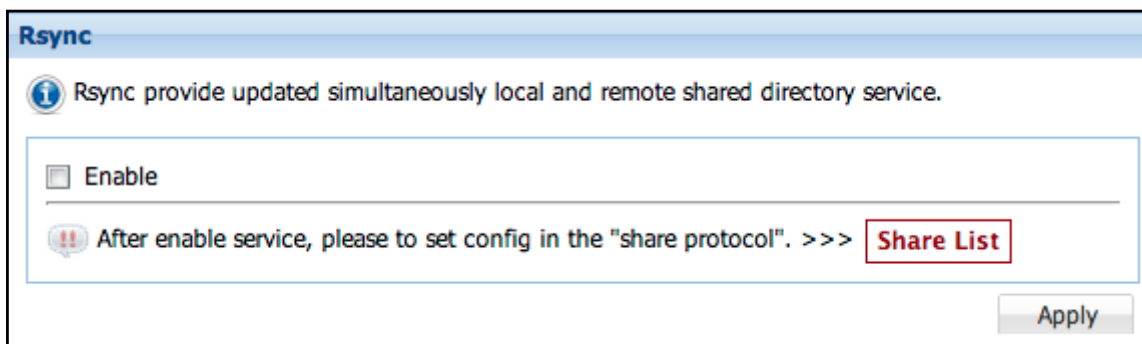 Rsync
Rsync provide updated simultaneously local and remote shared directory service.
Enable
After enable service, please to set config in the "share protocol". >>> Share List
Apply